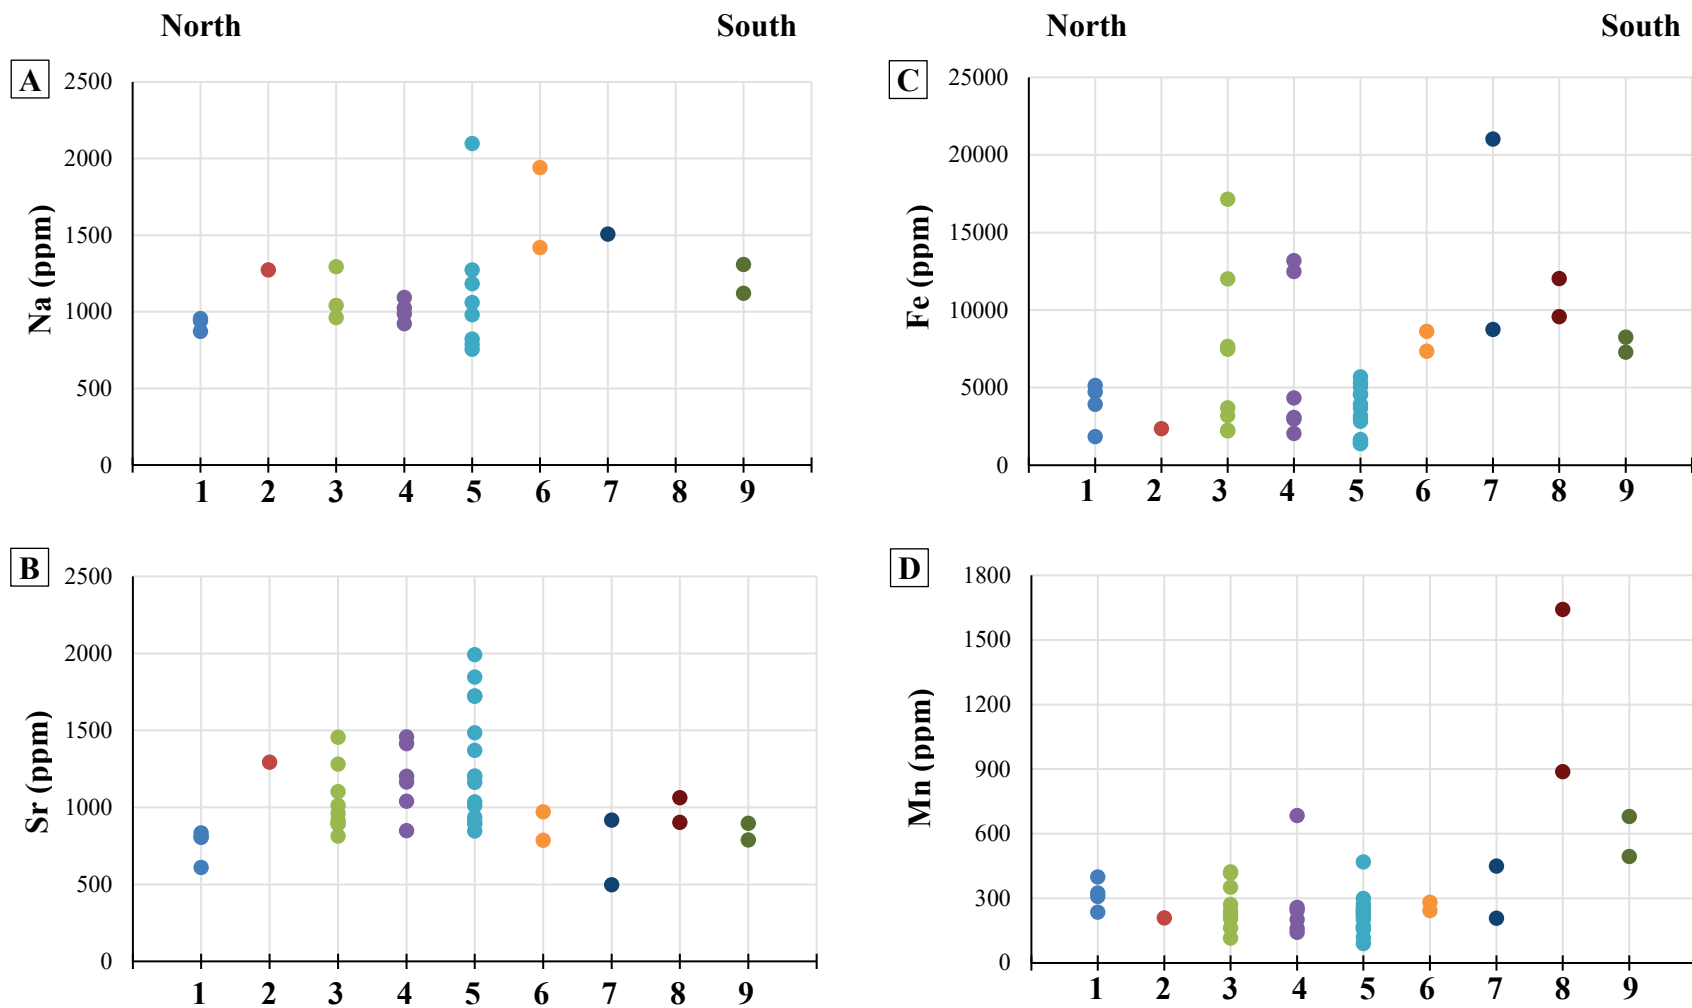 North South
A
2500
2000
1500
1000
500
0
Na (ppm)
1 2 3 4 5 6 7 8 9
North South
C
25000
20000
15000
10000
5000
0
Fe (ppm)
1 2 3 4 5 6 7 8 9
B
2500
2000
1500
1000
500
0
Sr (ppm)
1 2 3 4 5 6 7 8 9
D
1800
1500
1200
900
600
300
0
Mn (ppm)
1 2 3 4 5 6 7 8 9